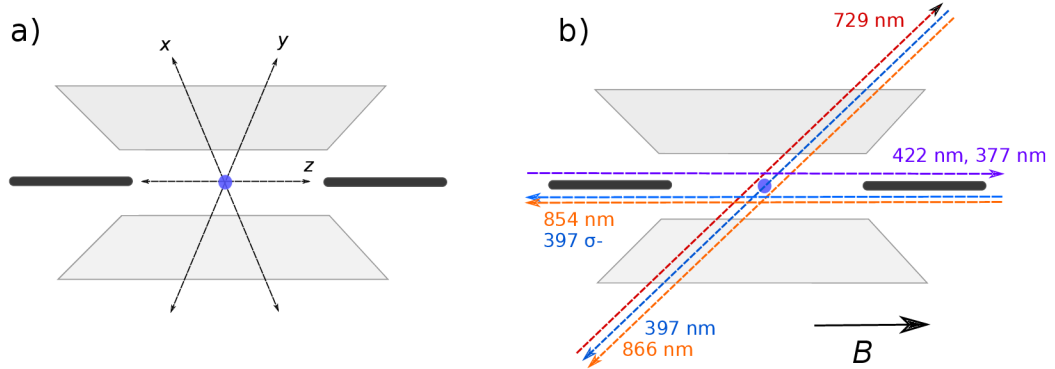 a)
x
y
z
b)
729 nm
422 nm, 377 nm
854 nm
397 σ-
397 nm
866 nm
B